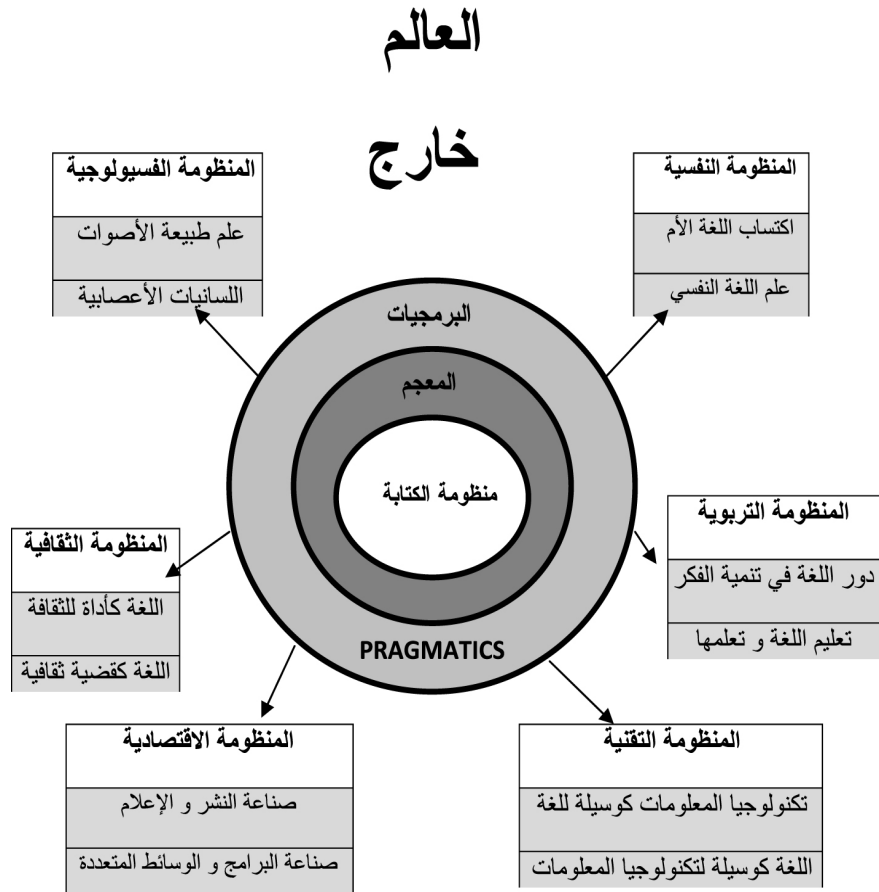 العالم
خارج
المنظومة النفسية
اكتساب اللغة الأم
علم اللغة النفسي
المنظومة الفسيولوجية
علم طبيعة الأصوات
اللسانيات الأعصابية
البرمجيات
المعجم
منظومة الكتابة
PRAGMATICS
المنظومة التربوية
دور اللغة في تنمية الفكر
تعليم اللغة و تعلمها
المنظومة الثقافية
اللغة كأداة للثقافة
اللغة كقضية ثقافية
المنظومة التقنية
تكنولوجيا المعلومات كوسيلة للغة
اللغة كوسيلة لتكنولوجيا المعلومات
المنظومة الاقتصادية
صناعة النشر و الإعلام
صناعة البرامج و الوسائط المتعددة